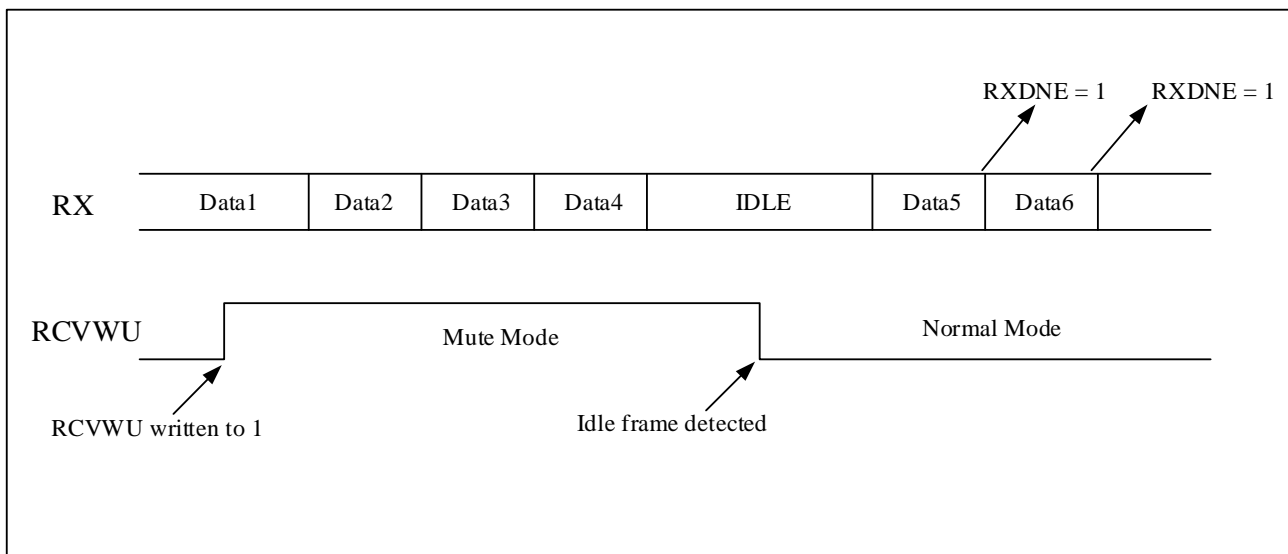 RXDNE = 1 RXDNE = 1
RX Data1 Data2 Data3 Data4 IDLE Data5 Data6
RCVWU Mute Mode Normal Mode
RCVWU written to 1 Idle frame detected